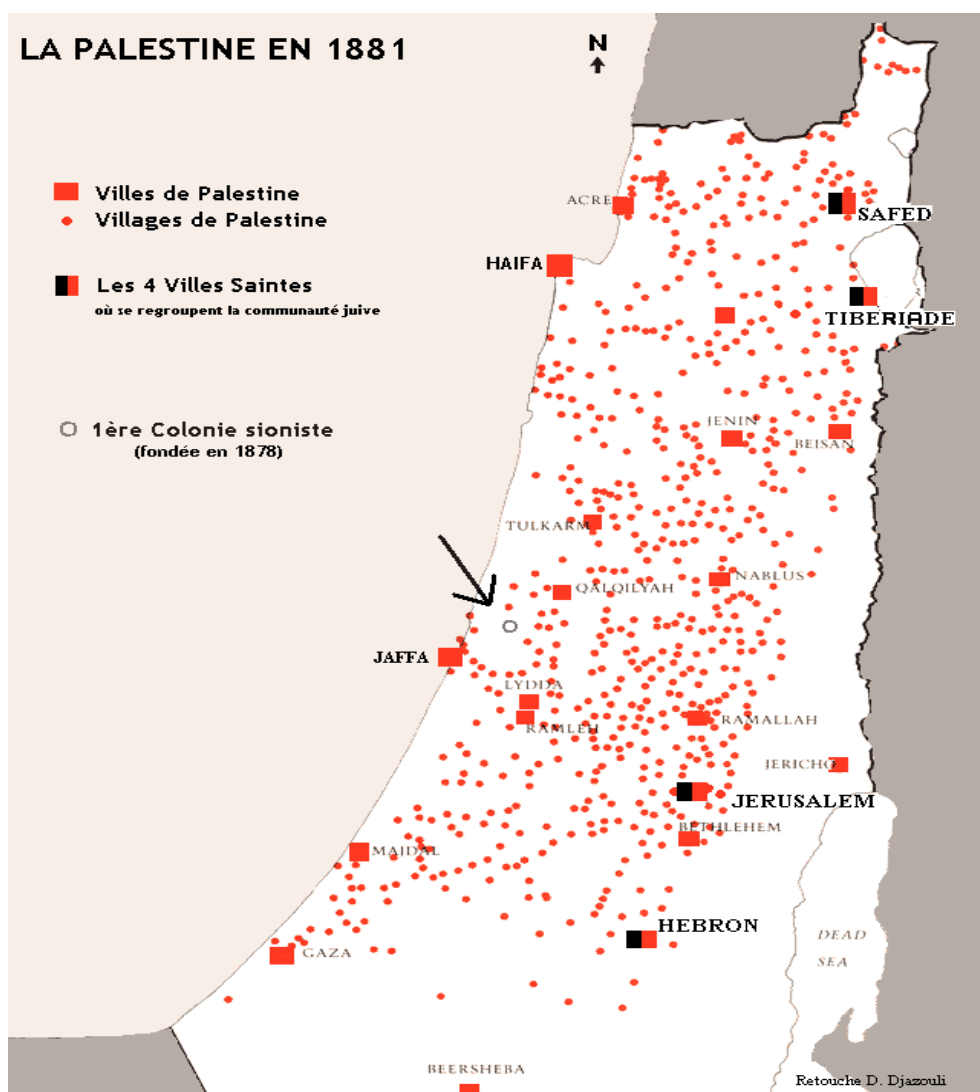 LA PALESTINE EN 1881
N
Villes de Palestine
Villages de Palestine
Les 4 Villes Saintes
où se regroupent la communauté juive
1ère Colonie sioniste
(fondée en 1878)
ACRE
SAFED
HAIFA
TIBERIADE
JENIN
BEISAN
TULKARM
NABLUS
QALQILYAH
JAFFA
LYDDA
RAMLEH
RAMALLAH
JERICHO
JERUSALEM
BETHLEHEM
MAJDAL
HEBRON
GAZA
DEAD
SEA
BEERSHEBA
Retouche D. Djazouli